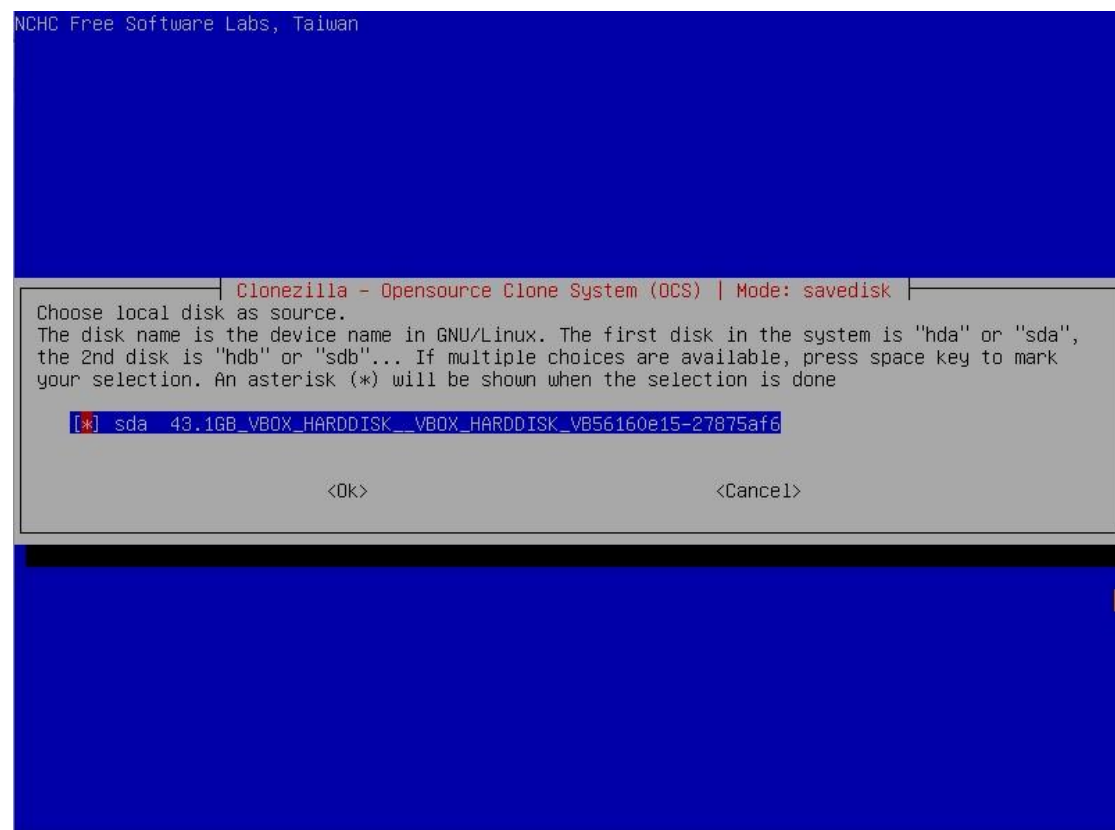 NCHC Free Software Labs, Taiwan
Clonezilla - Opensource Clone System (OCS) | Mode: savedisk
Choose local disk as source.
The disk name is the device name in GNU/Linux. The first disk in the system is "hda" or "sda",
the 2nd disk is "hdb" or "sdb"... If multiple choices are available, press space key to mark
your selection. An asterisk (*) will be shown when the selection is done
[*] sda 43.1GB_VBOX_HARDDISK__VBOX_HARDDISK_VB56160e15-27875af6
<Ok> <Cancel>